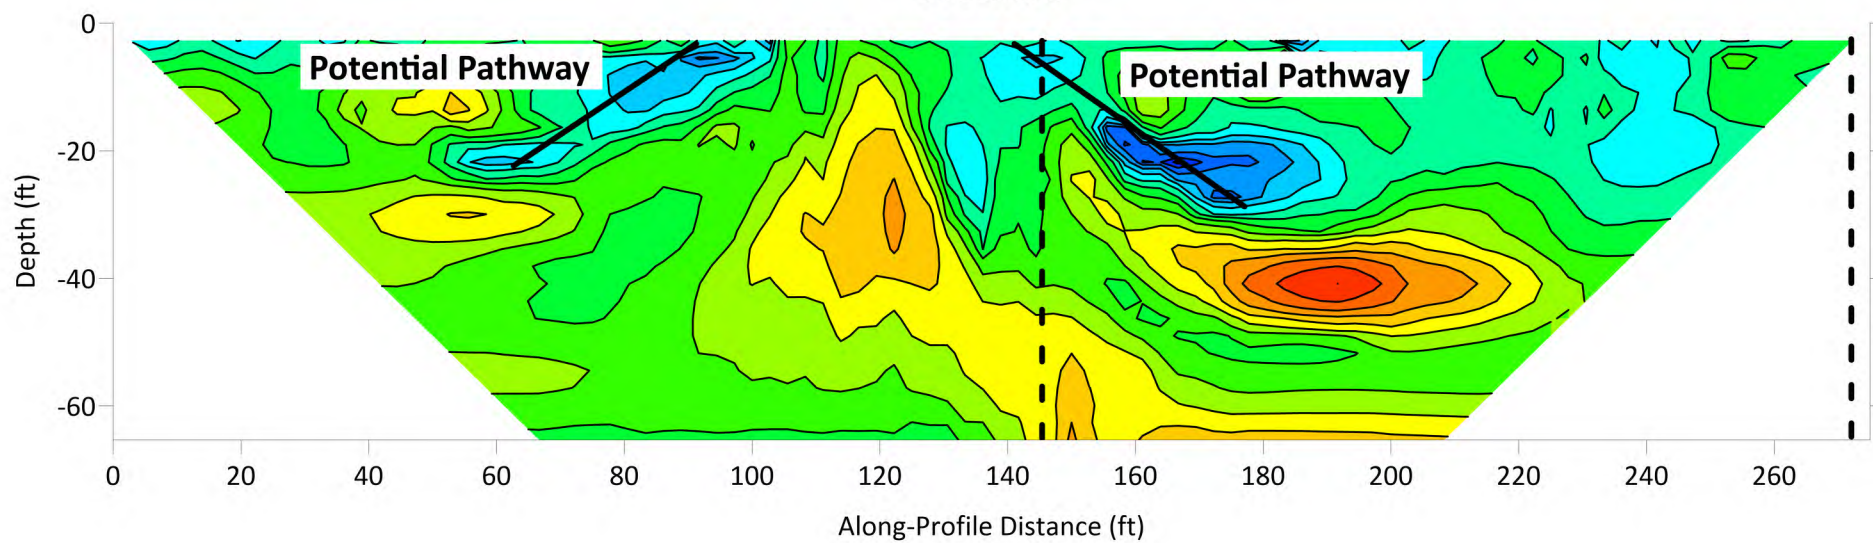 0
-20
-40
-60
Depth (ft)
Potential Pathway
Potential Pathway
0 20 40 60 80 100 120 140 160 180 200 220 240 260
Along-Profile Distance (ft)